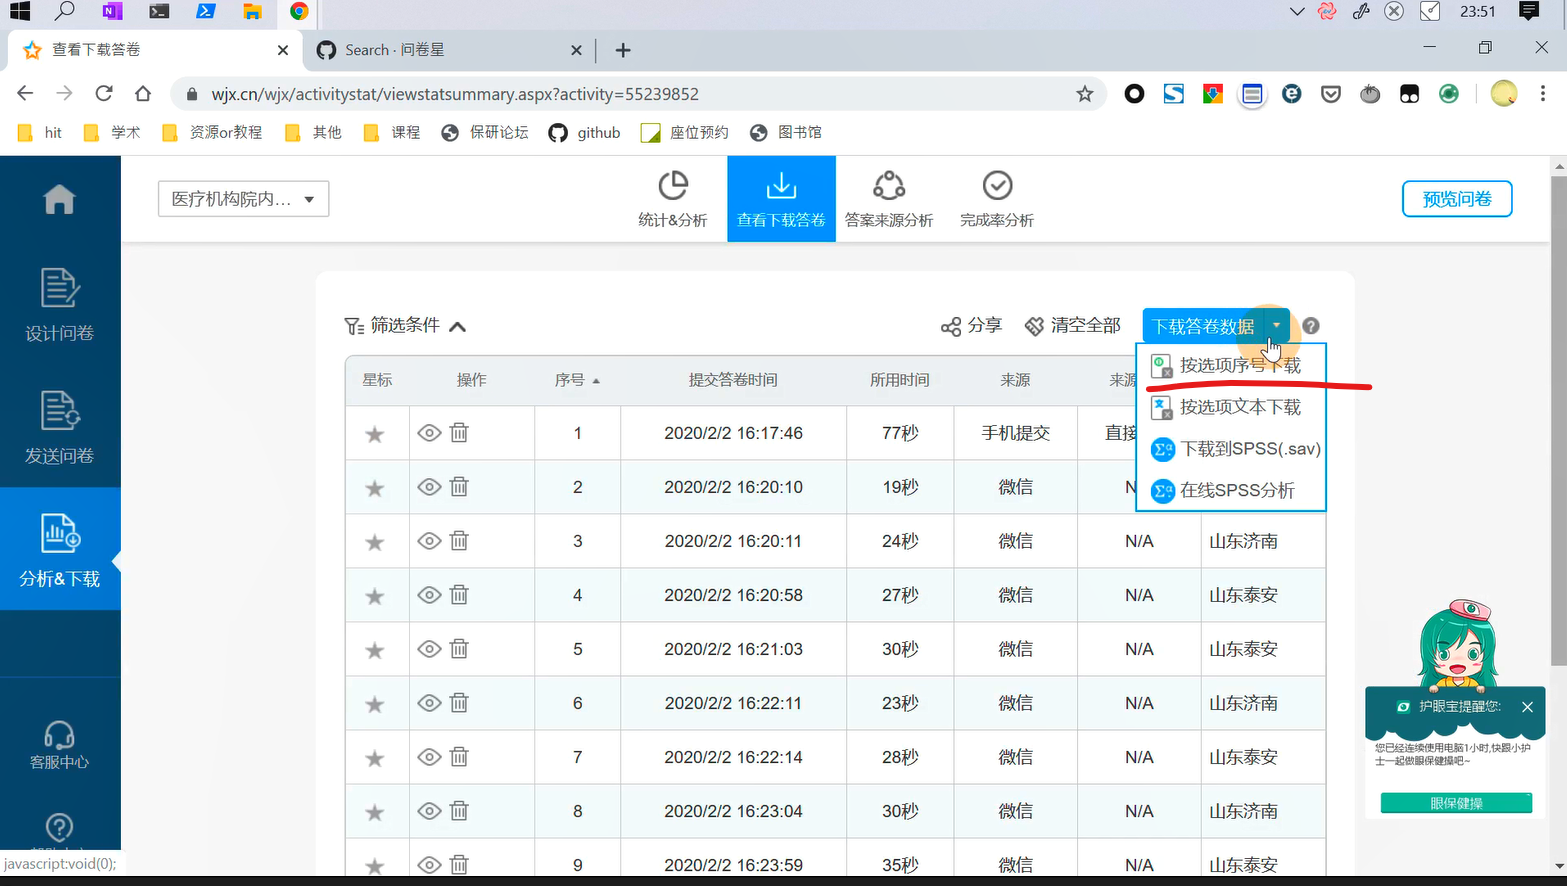 23:51
查看下载答卷
Search · 问卷星
wjx.cn/wjx/activitystat/viewstatsummary.aspx?activity=55239852
hit 学术 资源or教程 其他 课程 保研论坛 github 座位预约 图书馆
医疗机构院内...
统计&分析
查看下载答卷
答案来源分析
完成率分析
预览问卷
设计问卷
发送问卷
分析&下载
客服中心
javascript:void(0);
筛选条件 分享 清空全部 下载答卷数据
按选项序号下载
按选项文本下载
下载到SPSS(.sav)
在线SPSS分析
星标 操作 序号 提交答卷时间 所用时间 来源 来源
1 2020/2/2 16:17:46 77秒 手机提交 直接
2 2020/2/2 16:20:10 19秒 微信 N
3 2020/2/2 16:20:11 24秒 微信 N/A 山东济南
4 2020/2/2 16:20:58 27秒 微信 N/A 山东泰安
5 2020/2/2 16:21:03 30秒 微信 N/A 山东泰安
6 2020/2/2 16:22:11 23秒 微信 N/A 山东济南
7 2020/2/2 16:22:14 28秒 微信 N/A 山东泰安
8 2020/2/2 16:23:04 30秒 微信 N/A 山东济南
9 2020/2/2 16:23:59 35秒 微信 N/A 山东泰安
护眼宝提醒您:
您已经连续使用电脑1小时,快跟小护
士一起做眼保健操吧~
眼保健操